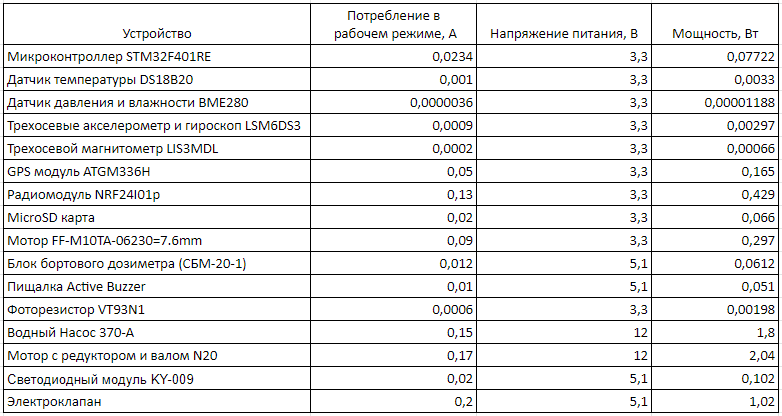 Устройство | Потребление в рабочем режиме, А | Напряжение питания, В | Мощность, Вт
Микроконтроллер STM32F401RE | 0,0234 | 3,3 | 0,07722
Датчик температуры DS18B20 | 0,001 | 3,3 | 0,0033
Датчик давления и влажности BME280 | 0,0000036 | 3,3 | 0,00001188
Трехосевые акселерометр и гироскоп LSM6DS3 | 0,0009 | 3,3 | 0,00297
Трехосевой магнитометр LIS3MDL | 0,0002 | 3,3 | 0,00066
GPS модуль ATGM336H | 0,05 | 3,3 | 0,165
Радиомодуль NRF24l01p | 0,13 | 3,3 | 0,429
MicroSD карта | 0,02 | 3,3 | 0,066
Мотор FF-M10TA-06230=7.6mm | 0,09 | 3,3 | 0,297
Блок бортового дозиметра (СБМ-20-1) | 0,012 | 5,1 | 0,0612
Пищалка Active Buzzer | 0,01 | 5,1 | 0,051
Фоторезистор VT93N1 | 0,0006 | 3,3 | 0,00198
Водный Насос 370-А | 0,15 | 12 | 1,8
Мотор с редуктором и валом N20 | 0,17 | 12 | 2,04
Светодиодный модуль KY-009 | 0,02 | 5,1 | 0,102
Электроклапан | 0,2 | 5,1 | 1,02